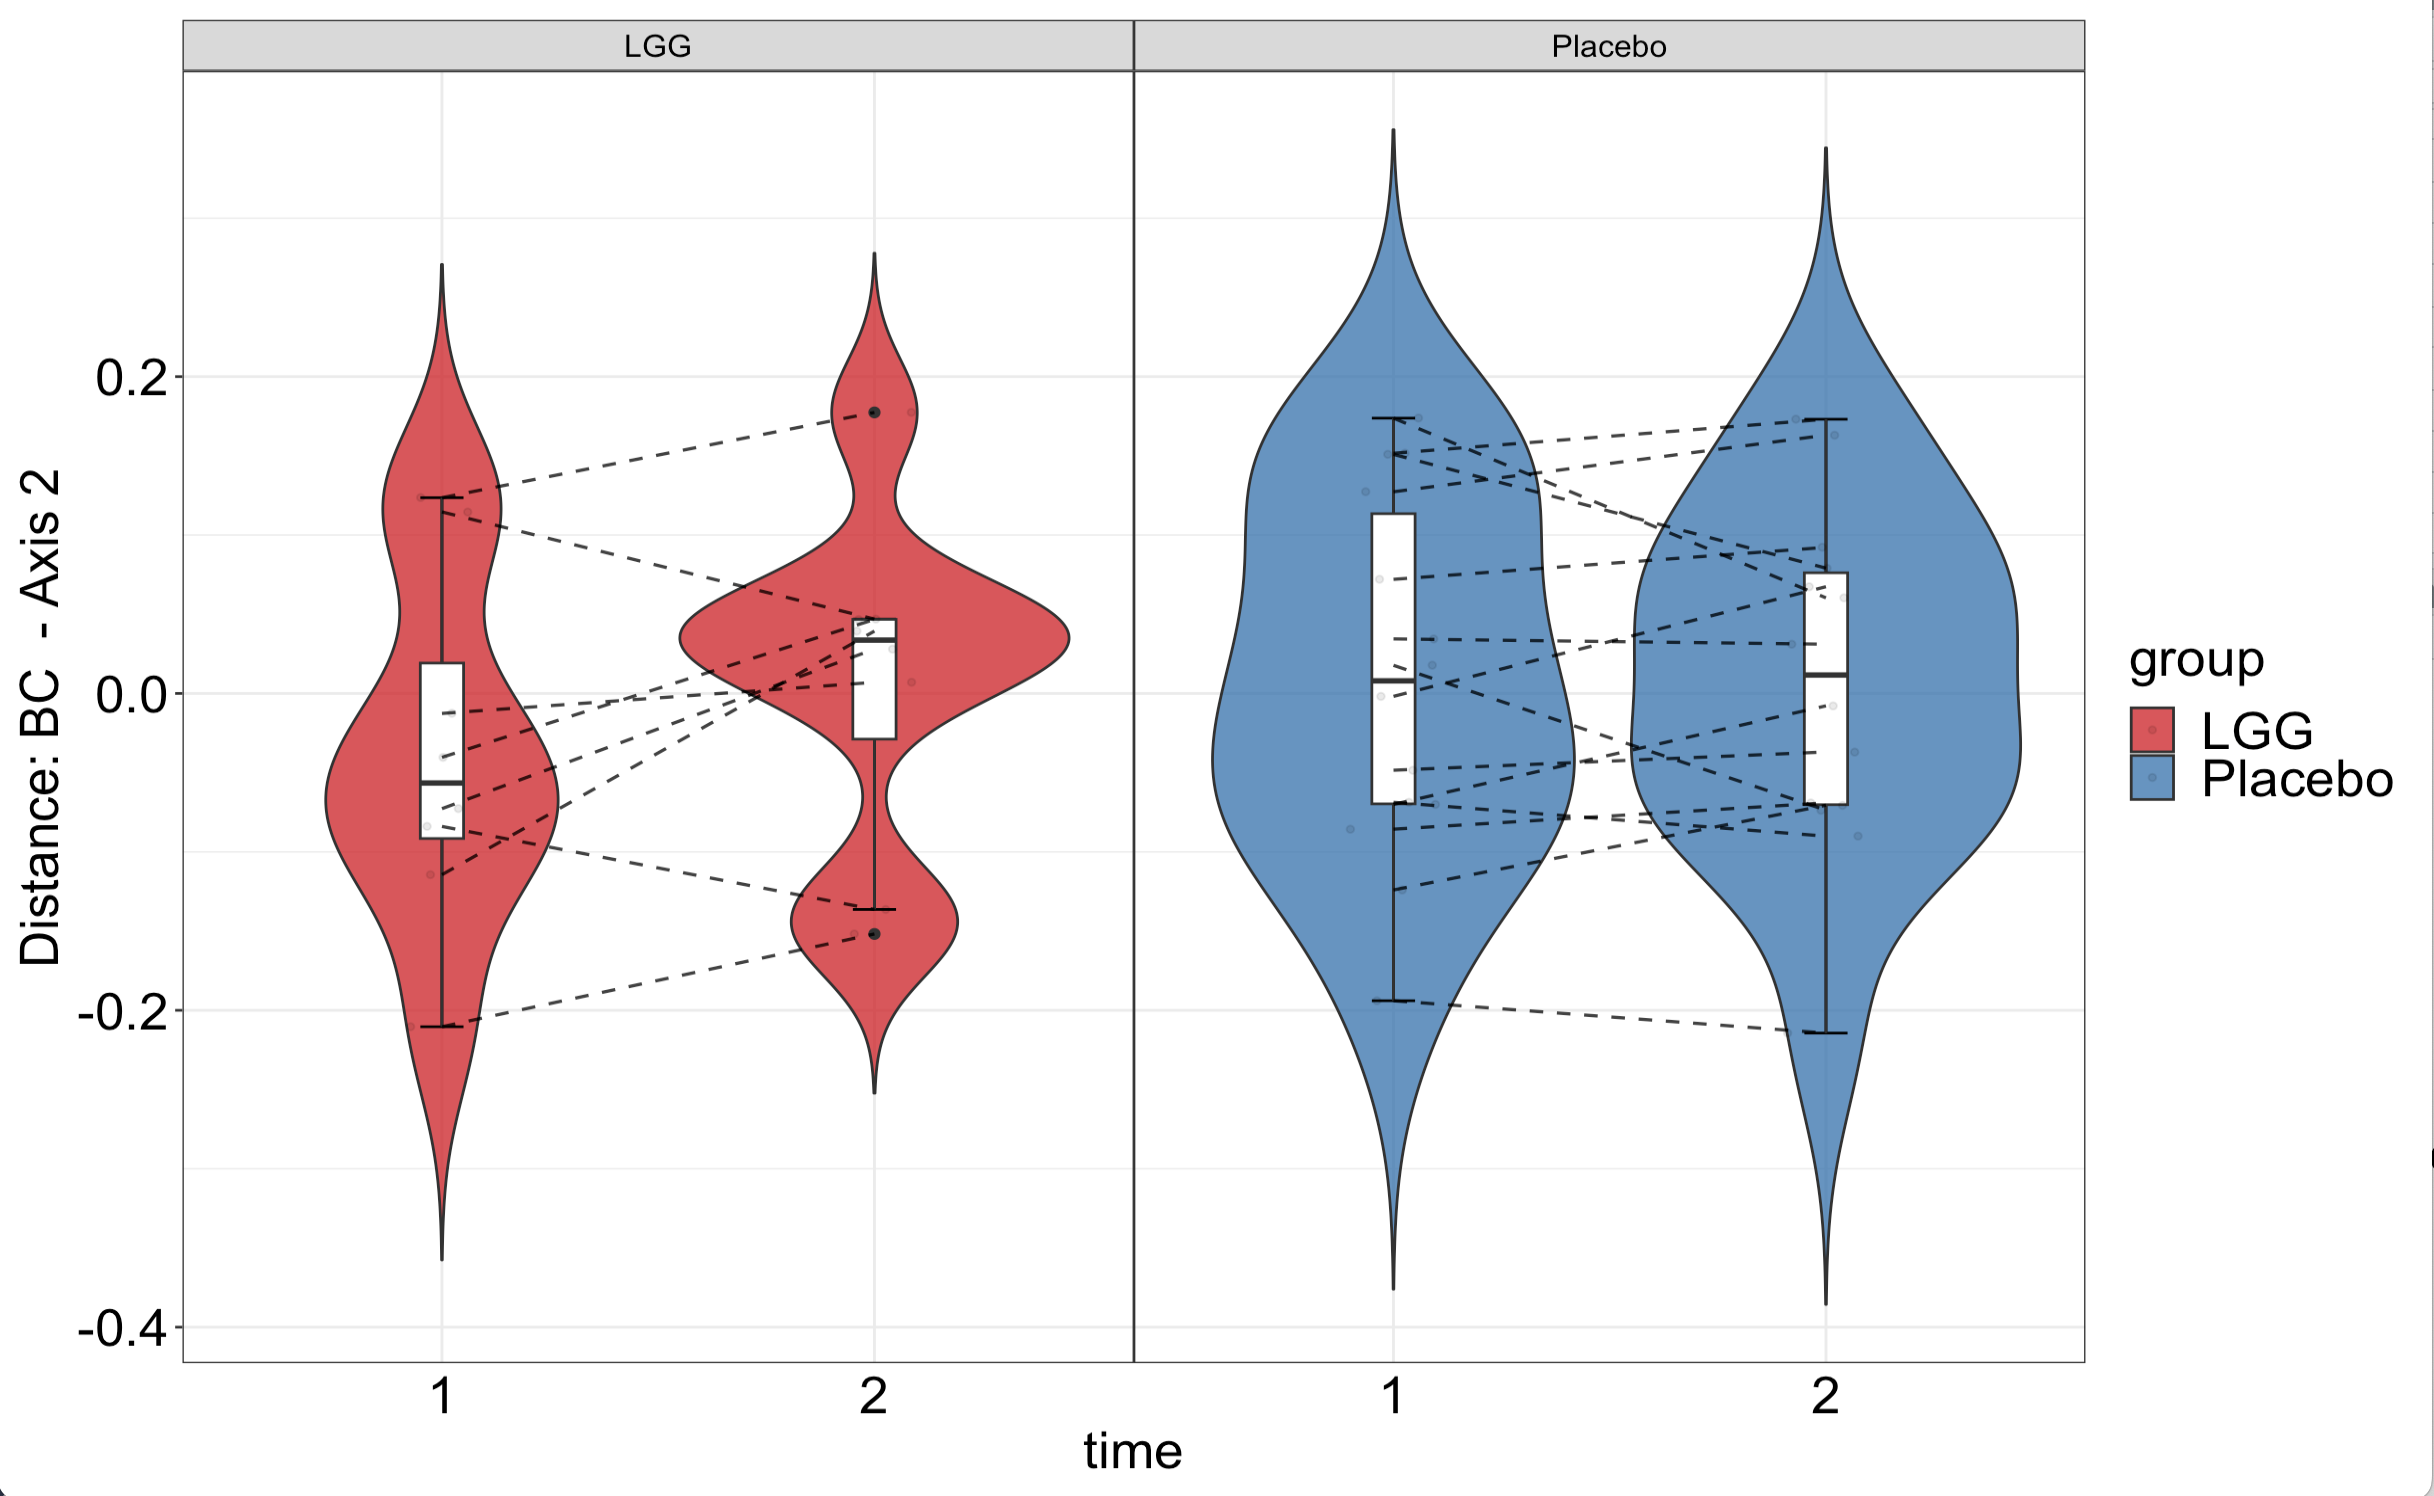 LGG
Placebo
Distance: BC - Axis 2
0.2
0.0
-0.2
-0.4
1
2
1
2
time
group
LGG
Placebo